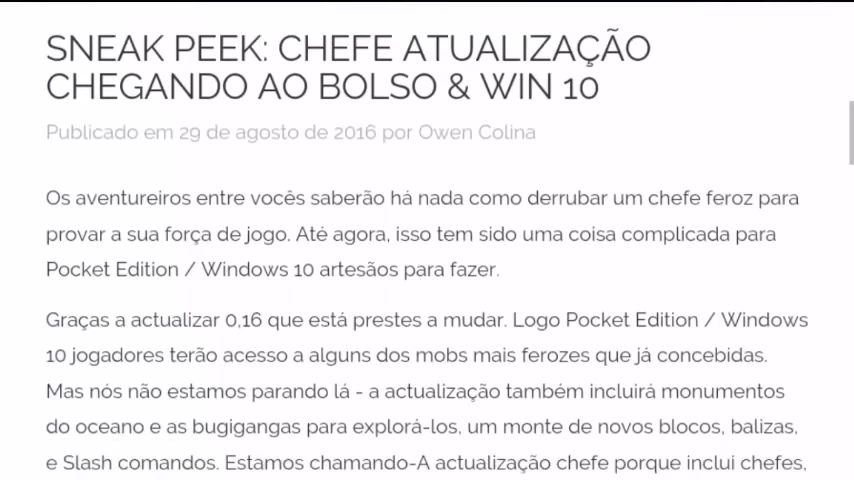 SNEAK PEEK: CHEFE ATUALIZAÇÃO
CHEGANDO AO BOLSO & WIN 10
Publicado em 29 de agosto de 2016 por Owen Colina
Os aventureiros entre vocês saberão há nada como derrubar um chefe feroz para
provar a sua força de jogo. Até agora, isso tem sido uma coisa complicada para
Pocket Edition / Windows 10 artesãos para fazer.
Graças a actualizar 0,16 que está prestes a mudar. Logo Pocket Edition / Windows
10 jogadores terão acesso a alguns dos mobs mais ferozes que já concebidas.
Mas nós não estamos parando lá - a actualização também incluirá monumentos
do oceano e as bugigangas para explorá-los, um monte de novos blocos, balizas,
e Slash comandos. Estamos chamando-A actualização chefe porque inclui chefes,